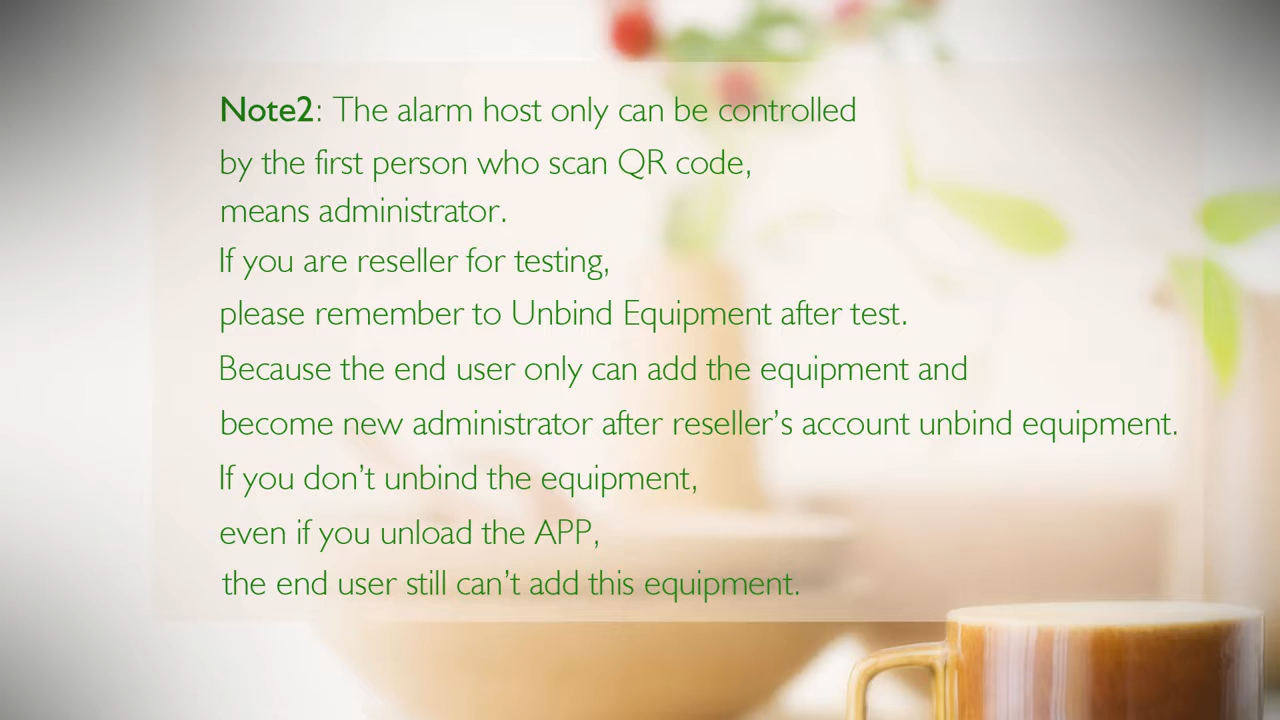 Note2: The alarm host only can be controlled
by the first person who scan QR code,
means administrator.
If you are reseller for testing,
please remember to Unbind Equipment after test.
Because the end user only can add the equipment and
become new administrator after reseller’s account unbind equipment.
If you don’t unbind the equipment,
even if you unload the APP,
the end user still can’t add this equipment.